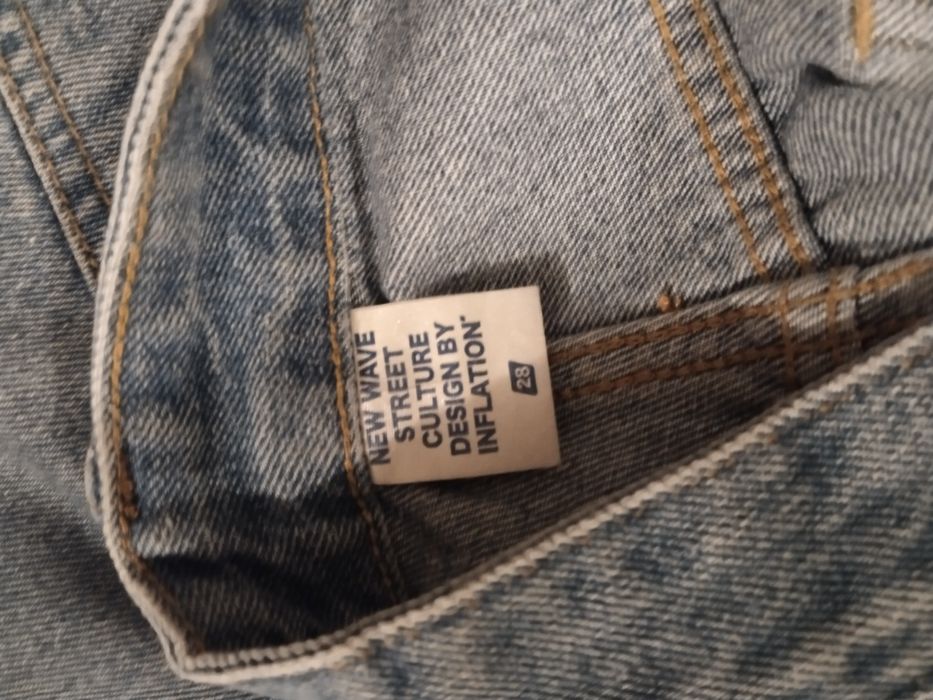 NEW WAVE
STREET
CULTURE
DESIGN BY
INFLATION
28